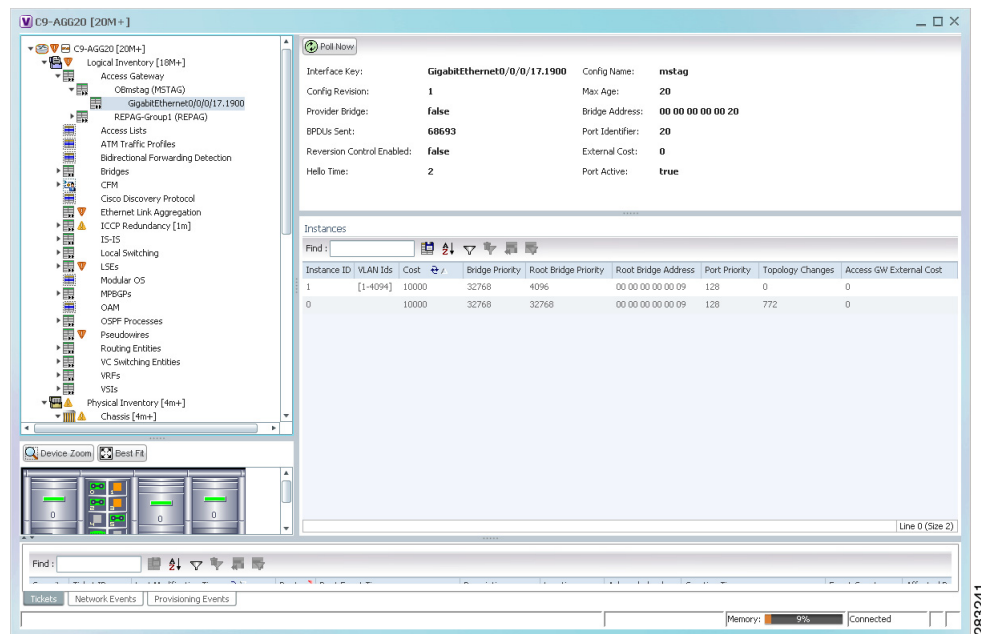 C9-AGG20 [20M+]
C9-AGG20 [20M+]
Logical Inventory [18M+]
Access Gateway
OBmstag (MSTAG)
GigabitEthernet0/0/0/17.1900
REPAG-Group1 (REPAG)
Access Lists
ATM Traffic Profiles
Bidirectional Forwarding Detection
Bridges
CFM
Cisco Discovery Protocol
Ethernet Link Aggregation
ICCP Redundancy [1m]
IS-IS
Local Switching
LSEs
Modular OS
MPBGPs
OAM
OSPF Processes
Pseudowires
Routing Entities
VC Switching Entities
VRFs
VSIs
Physical Inventory [4m+]
Chassis [4m+]
Device Zoom Best Fit
0 0 0
Poll Now
Interface Key: GigabitEthernet0/0/0/17.1900 Config Name: mstag
Config Revision: 1 Max Age: 20
Provider Bridge: false Bridge Address: 00 00 00 00 00 20
BPDUs Sent: 68693 Port Identifier: 20
Reversion Control Enabled: false External Cost: 0
Hello Time: 2 Port Active: true
Instances
Find :
Instance ID VLAN Ids Cost Bridge Priority Root Bridge Priority Root Bridge Address Port Priority Topology Changes Access GW External Cost
1 [1-4094] 10000 32768 4096 00 00 00 00 00 09 128 0 0
0 10000 32768 32768 00 00 00 00 00 09 128 772 0
Line 0 (Size 2)
Find :
Tickets Network Events Provisioning Events
Memory: 9% Connected
283241